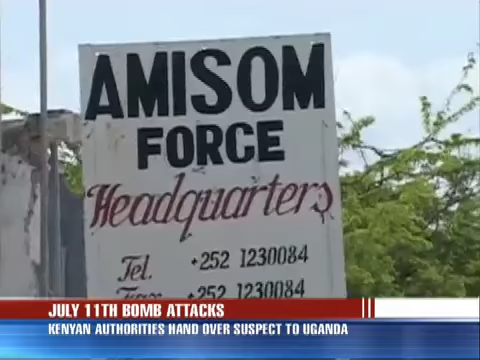 AMISOM
FORCE
Headquarters
Tel. +252 1230084
Fax +252 1230084
JULY 11TH BOMB ATTACKS
KENYAN AUTHORITIES HAND OVER SUSPECT TO UGANDA